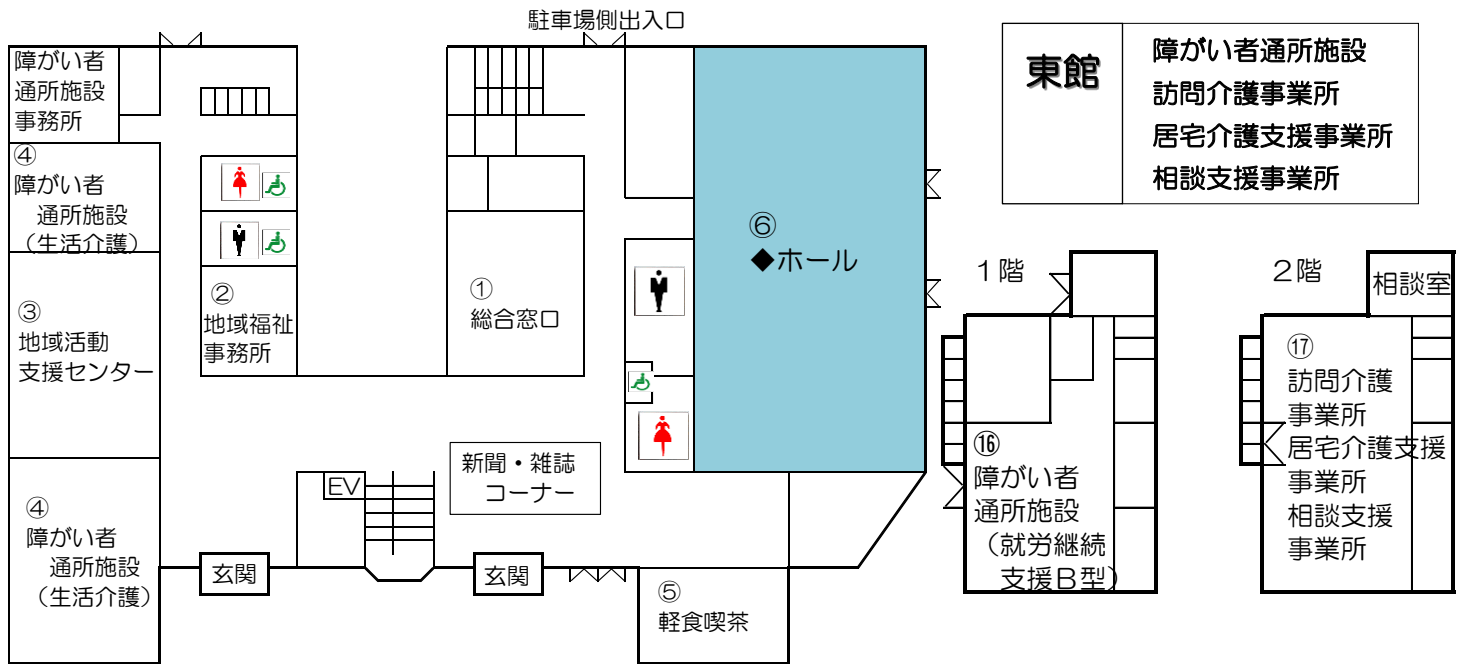 駐車場側出入口
障がい者
通所施設
事務所
④
障がい者
通所施設
(生活介護)
③
地域活動
支援センター
④
障がい者
通所施設
(生活介護)
②
地域福祉
事務所
①
総合窓口
⑥
◆ホール
新聞・雑誌
コーナー
EV
玄関
玄関
⑤
軽食喫茶
東館
障がい者通所施設
訪問介護事業所
居宅介護支援事業所
相談支援事業所
1階
⑯
障がい者
通所施設
(就労継続
支援B型)
2階
相談室
⑰
訪問介護
事業所
居宅介護支援
事業所
相談支援
事業所